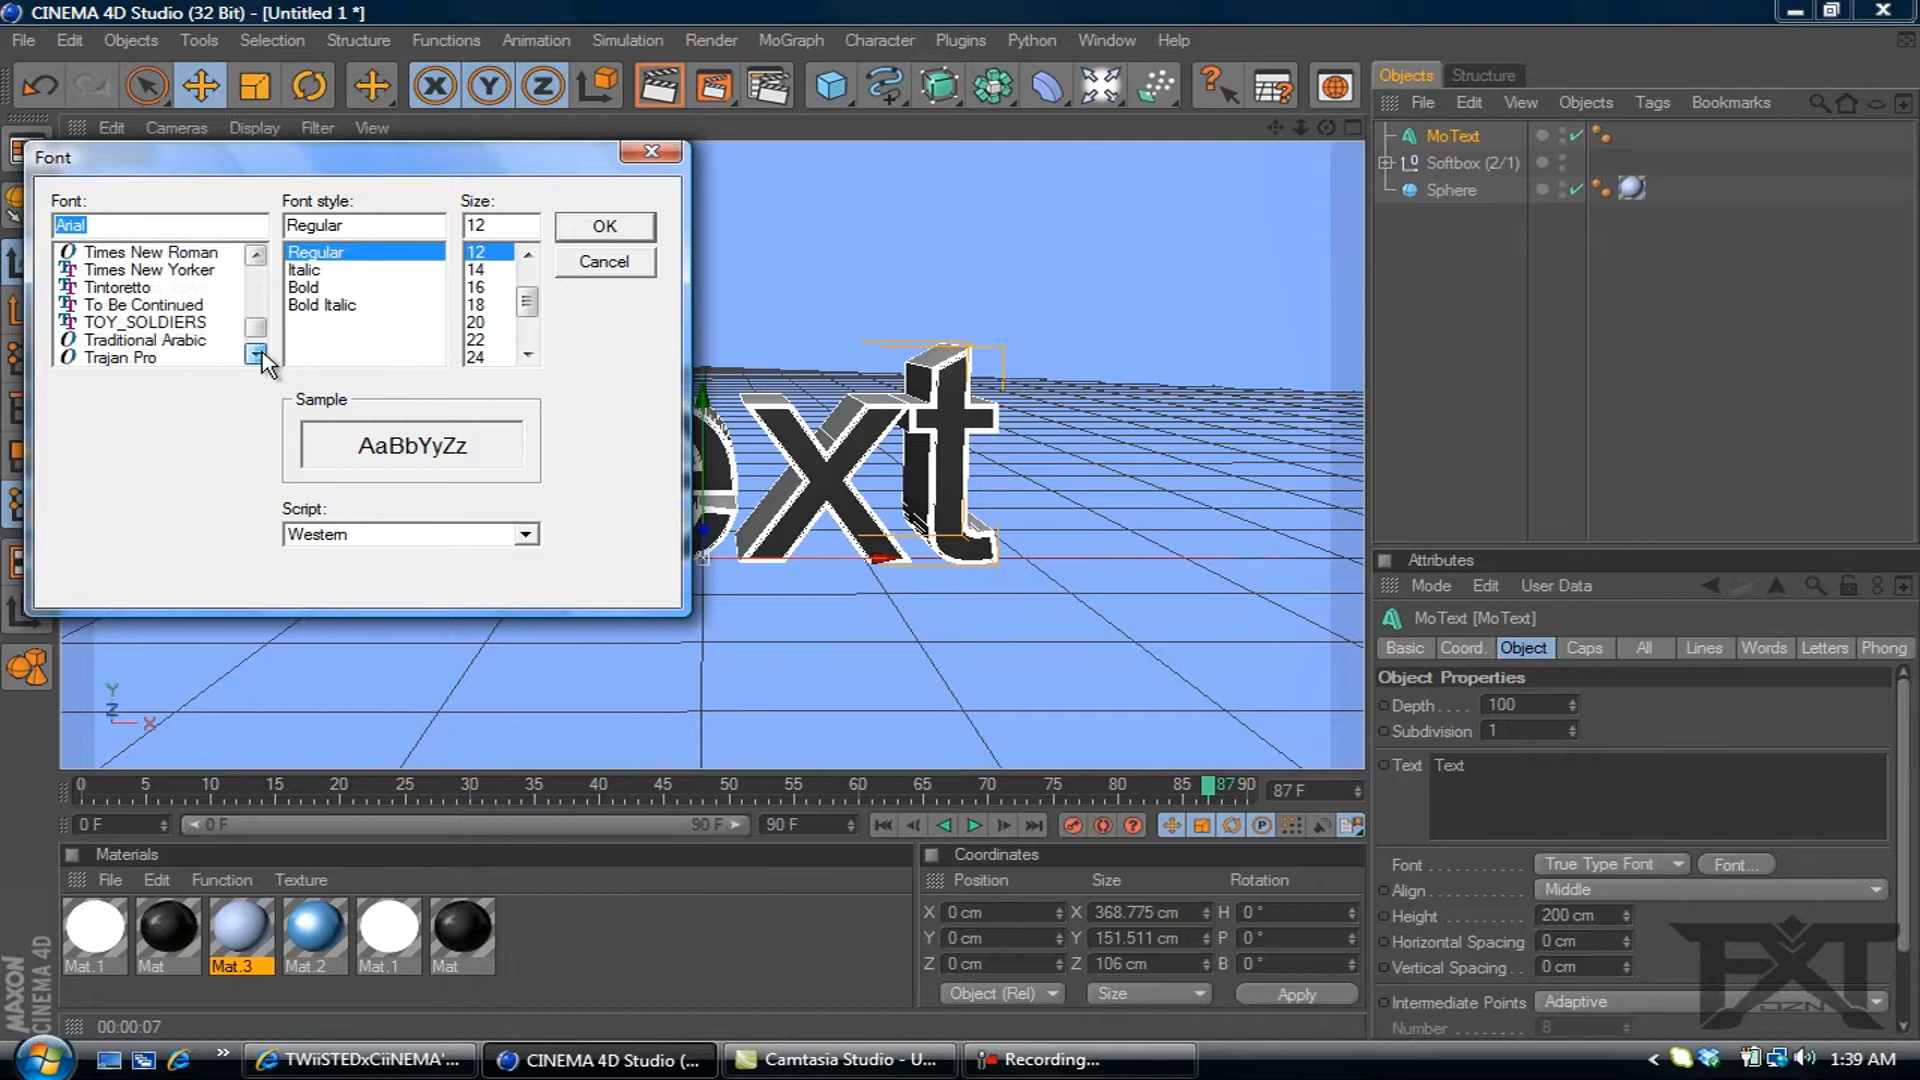 CINEMA 4D Studio (32 Bit) - [Untitled 1 *]
File Edit Objects Tools Selection Structure Functions Animation Simulation Render MoGraph Character Plugins Python Window Help
Objects Structure
File Edit View Objects Tags Bookmarks
Edit Cameras Display Filter View
MoText
Softbox (2/1)
Sphere
Font
Font: Font style: Size:
Arial Regular 12
OK
Cancel
Times New Roman
Times New Yorker
Tintoretto
To Be Continued
TOY_SOLDIERS
Traditional Arabic
Trajan Pro
Regular
Italic
Bold
Bold Italic
12
14
16
18
20
22
24
Sample
AaBbYyZz
Script:
Western
ext
Y
Z
X
Attributes
Mode Edit User Data
MoText [MoText]
Basic Coord. Object Caps All Lines Words Letters Phong
Object Properties
Depth.... 100
Subdivision 1
Text Text
Font True Type Font Font...
Align Middle
Height 200 cm
Horizontal Spacing 0 cm
Vertical Spacing 0 cm
Intermediate Points Adaptive
Number 8
0 5 10 15 20 25 30 35 40 45 50 55 60 65 70 75 80 85 87 90 87 F
0 F 0 F 90 F 90 F
Materials
File Edit Function Texture
Mat.1 Mat Mat.3 Mat.2 Mat.1 Mat
Coordinates
Position Size Rotation
X 0 cm X 368.775 cm H 0 °
Y 0 cm Y 151.511 cm P 0 °
Z 0 cm Z 106 cm B 0 °
Object (Rel) Size Apply
MAXON
CINEMA 4D
FXT
DZN
00:00:07
TWiiSTEDxCiiNEMA'... CINEMA 4D Studio (... Camtasia Studio - U... Recording... 1:39 AM